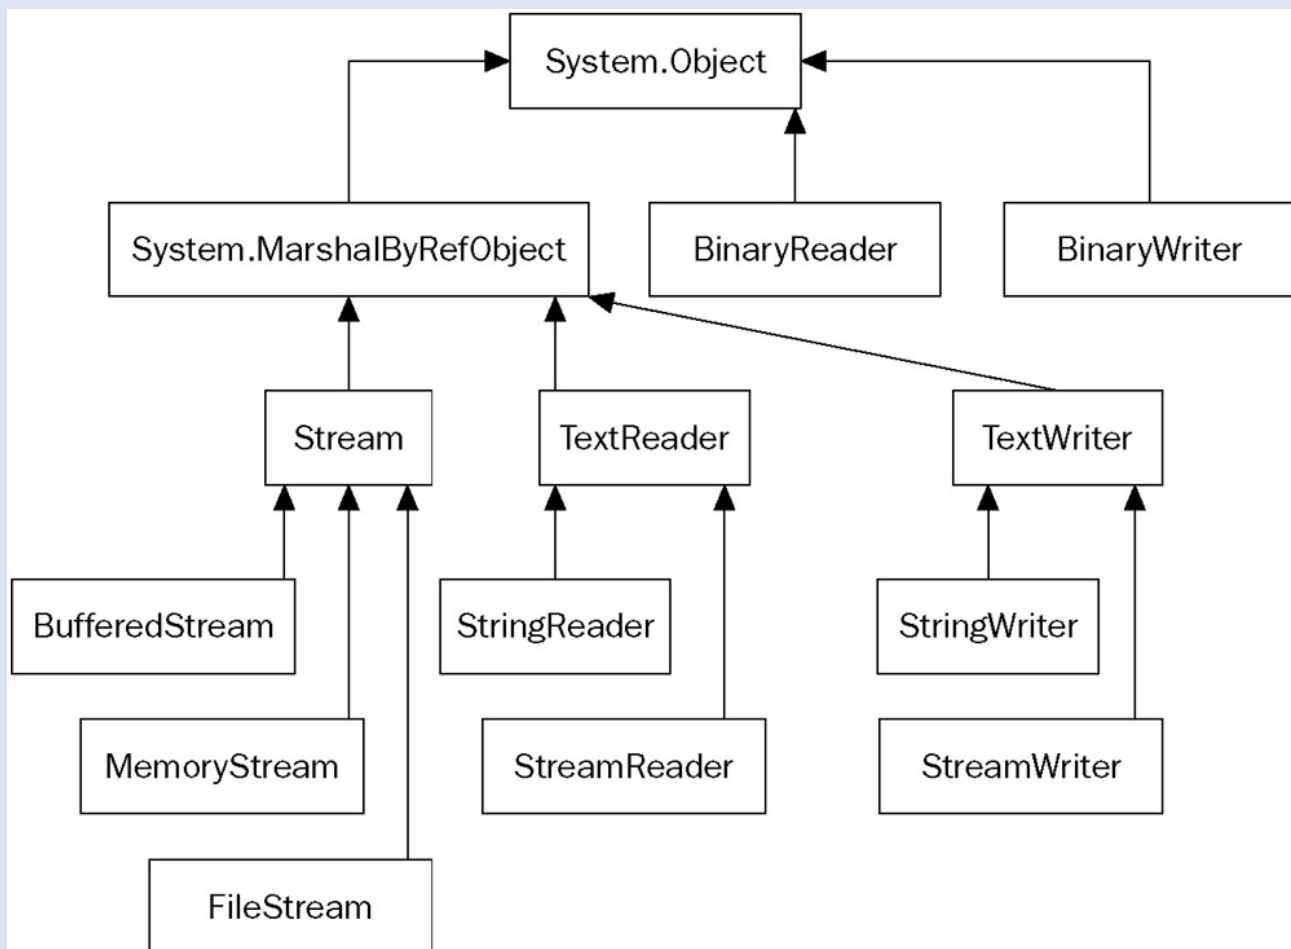 System.Object
System.MarshalByRefObject
BinaryReader
BinaryWriter
Stream
TextReader
TextWriter
BufferedStream
StringReader
StringWriter
MemoryStream
StreamReader
StreamWriter
FileStream